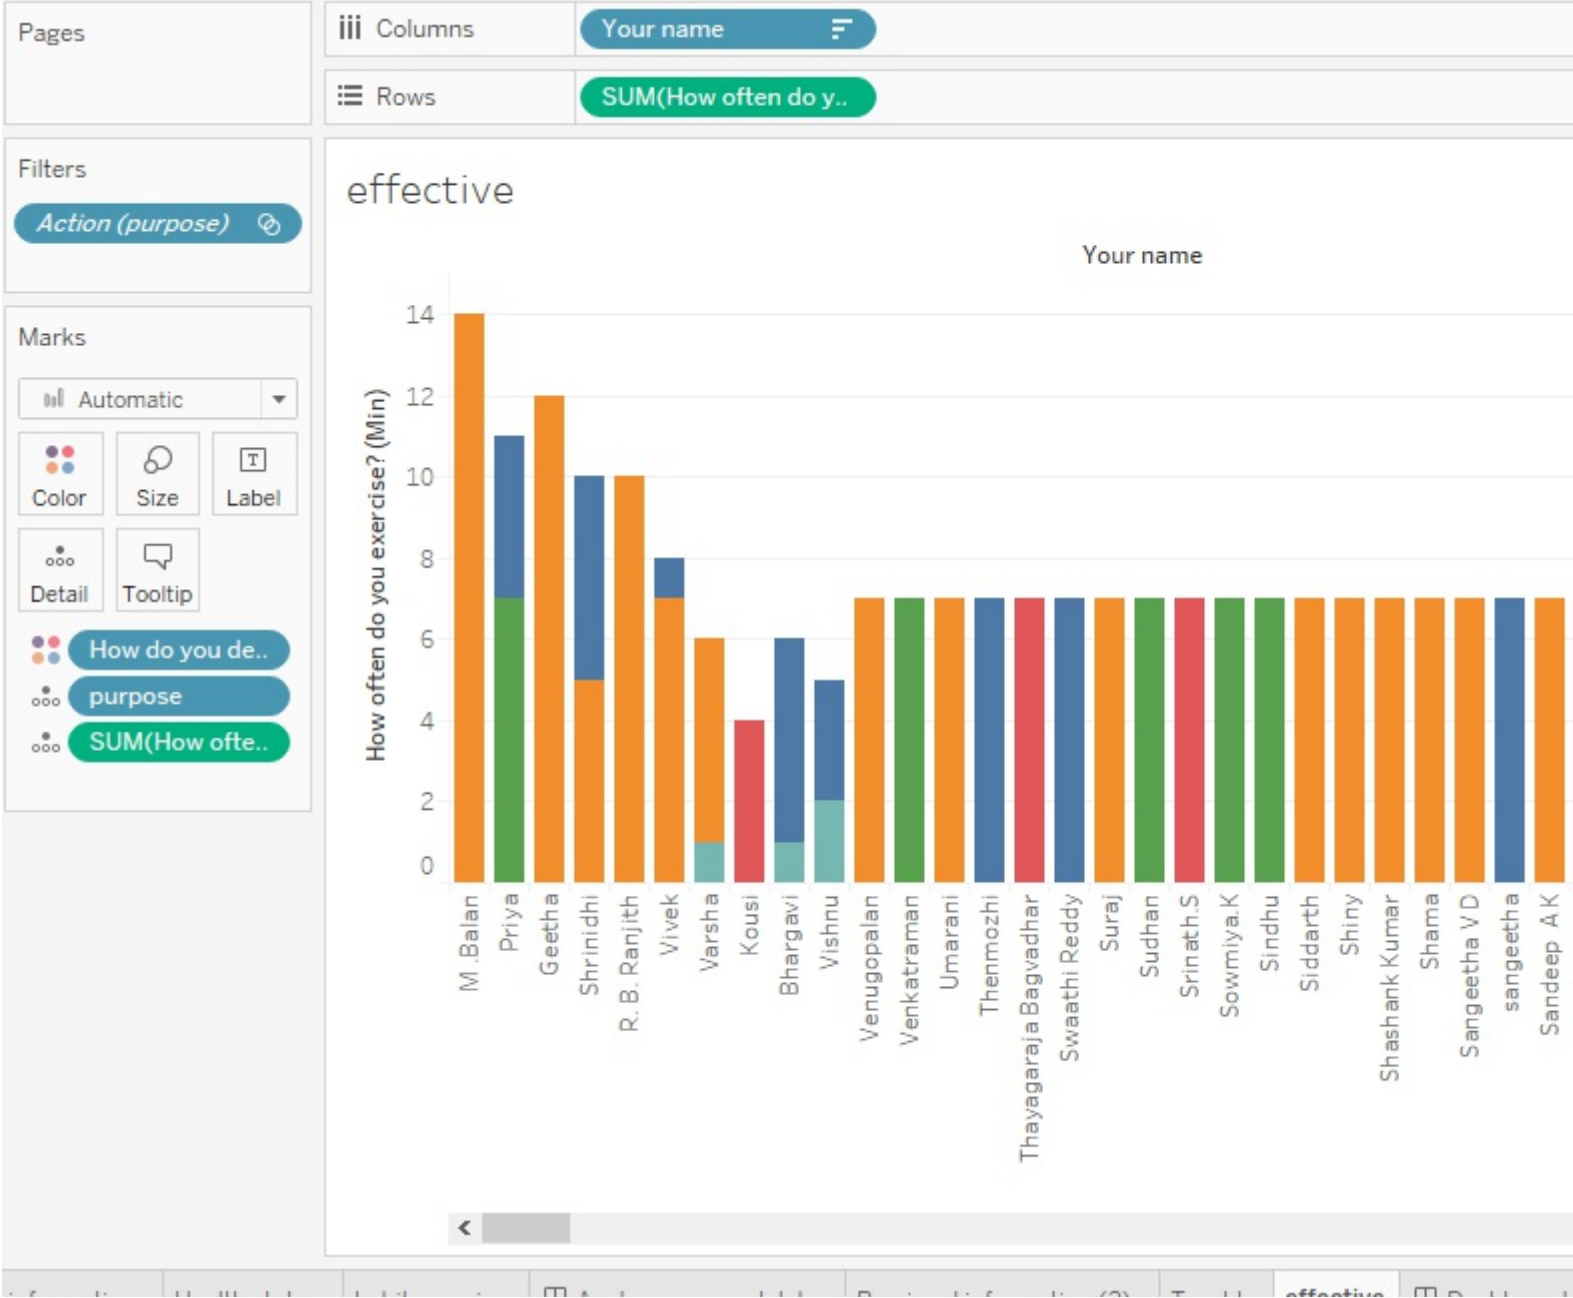 Pages
Columns
Your name
Rows
SUM(How often do y..
Filters
Action (purpose)
Marks
Automatic
Color
Size
Label
Detail
Tooltip
How do you de..
purpose
SUM(How ofte..
effective
Your name
How often do you exercise? (Min)
14
12
10
8
6
4
2
0
M .Balan
Priya
Geetha
Shrinidhi
R. B. Ranjith
Vivek
Varsha
Kousi
Bhargavi
Vishnu
Venugopalan
Venkatraman
Umarani
Thenmozhi
Thayagaraja Bagvadhar
Swaathi Reddy
Suraj
Sudhan
Srinath.S
Sowmiya.K
Sindhu
Siddarth
Shiny
Shashank Kumar
Shama
Sangeetha V D
sangeetha
Sandeep A K
effective